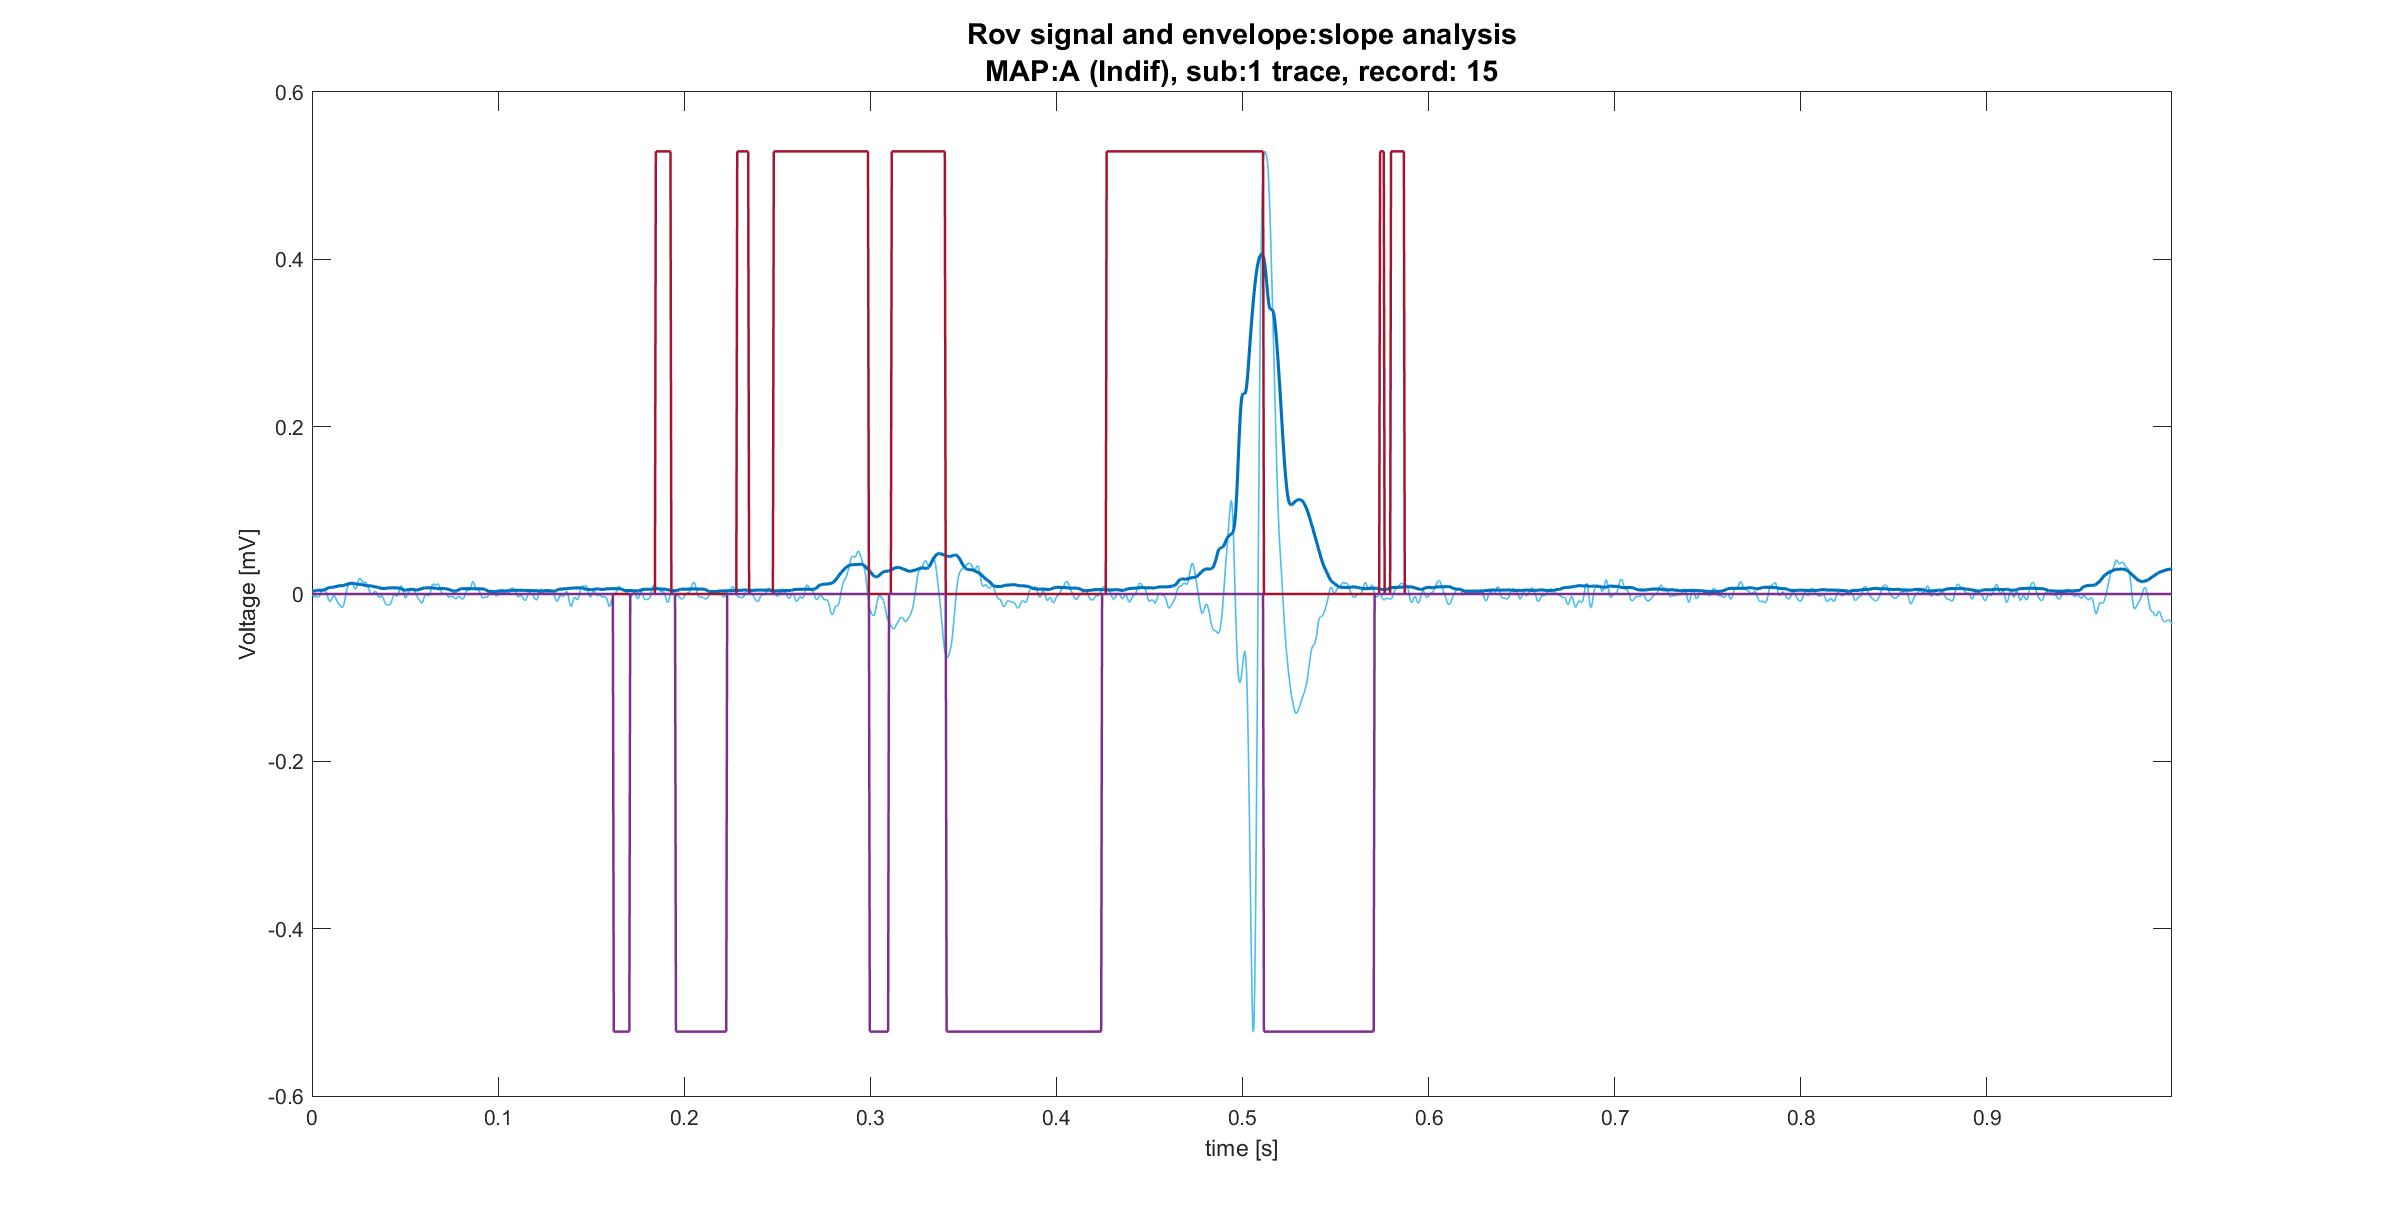 Rov signal and envelope:slope analysis
MAP:A (Indif), sub:1 trace, record: 15
0.6
0.4
0.2
0
-0.2
-0.4
-0.6
Voltage [mV]
0 0.1 0.2 0.3 0.4 0.5 0.6 0.7 0.8 0.9
time [s]